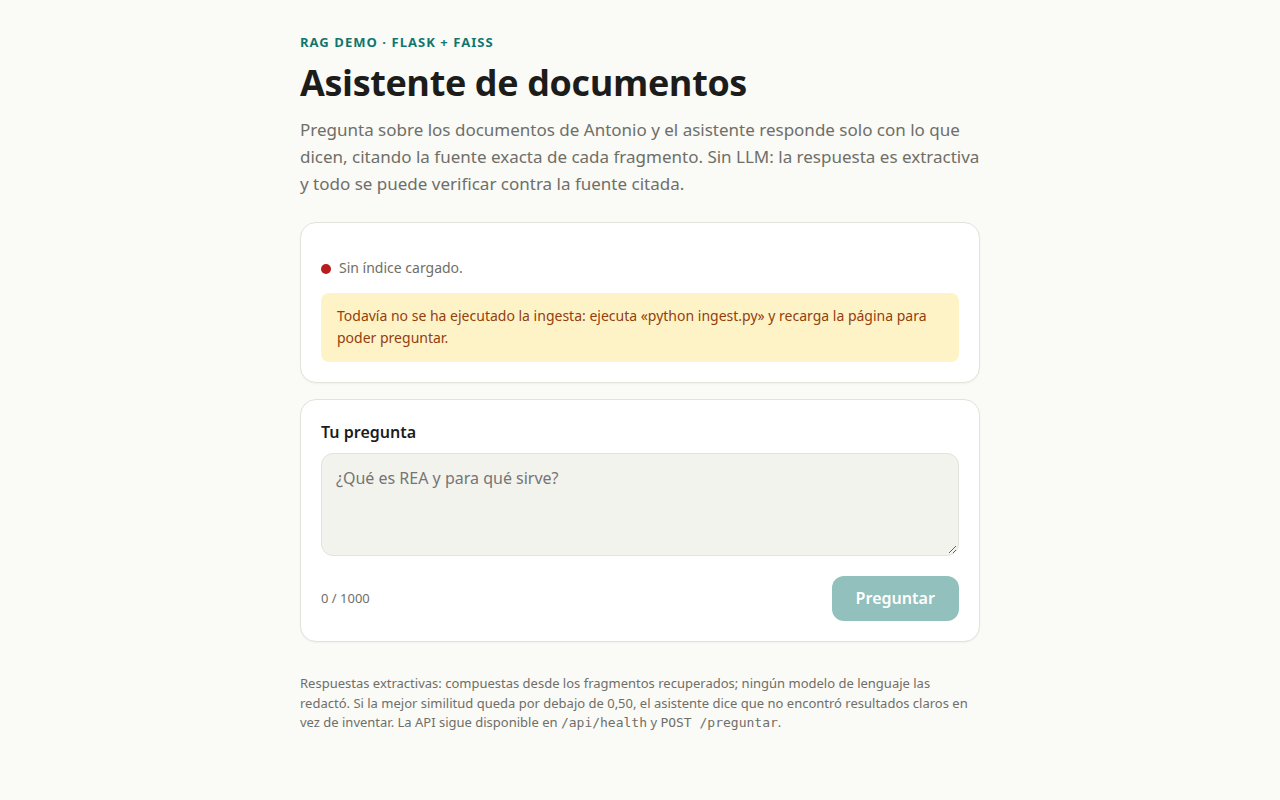 RAG DEMO · FLASK + FAISS
Asistente de documentos
Pregunta sobre los documentos de Antonio y el asistente responde solo con lo que
dicen, citando la fuente exacta de cada fragmento. Sin LLM: la respuesta es extractiva
y todo se puede verificar contra la fuente citada.
Sin índice cargado.
Todavía no se ha ejecutado la ingesta: ejecuta «python ingest.py» y recarga la página para
poder preguntar.
Tu pregunta
¿Qué es REA y para qué sirve?
0 / 1000
Preguntar
Respuestas extractivas: compuestas desde los fragmentos recuperados; ningún modelo de lenguaje las
redactó. Si la mejor similitud queda por debajo de 0,50, el asistente dice que no encontró resultados claros en
vez de inventar. La API sigue disponible en /api/health y POST /preguntar.